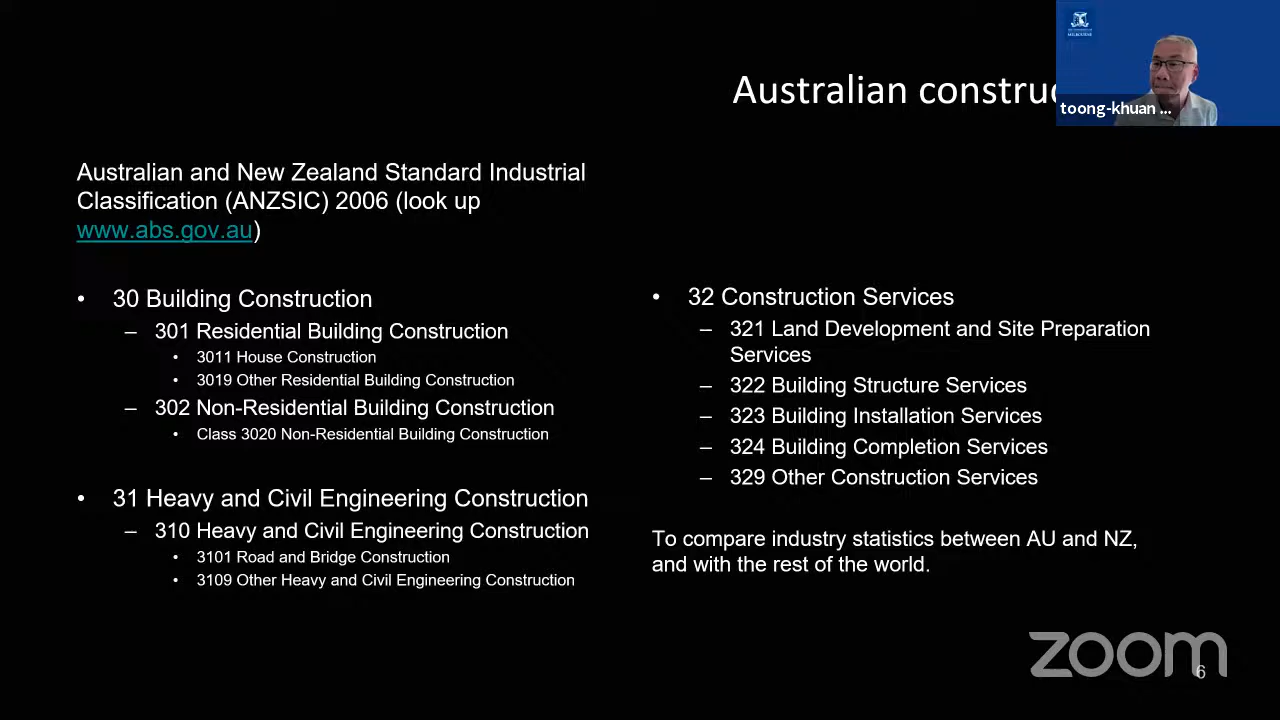 Australian constru
toong-khuan ...
Australian and New Zealand Standard Industrial
Classification (ANZSIC) 2006 (look up
www.abs.gov.au)
• 30 Building Construction
– 301 Residential Building Construction
• 3011 House Construction
• 3019 Other Residential Building Construction
– 302 Non-Residential Building Construction
• Class 3020 Non-Residential Building Construction
• 31 Heavy and Civil Engineering Construction
– 310 Heavy and Civil Engineering Construction
• 3101 Road and Bridge Construction
• 3109 Other Heavy and Civil Engineering Construction
• 32 Construction Services
– 321 Land Development and Site Preparation
Services
– 322 Building Structure Services
– 323 Building Installation Services
– 324 Building Completion Services
– 329 Other Construction Services
To compare industry statistics between AU and NZ,
and with the rest of the world.
zoom
6